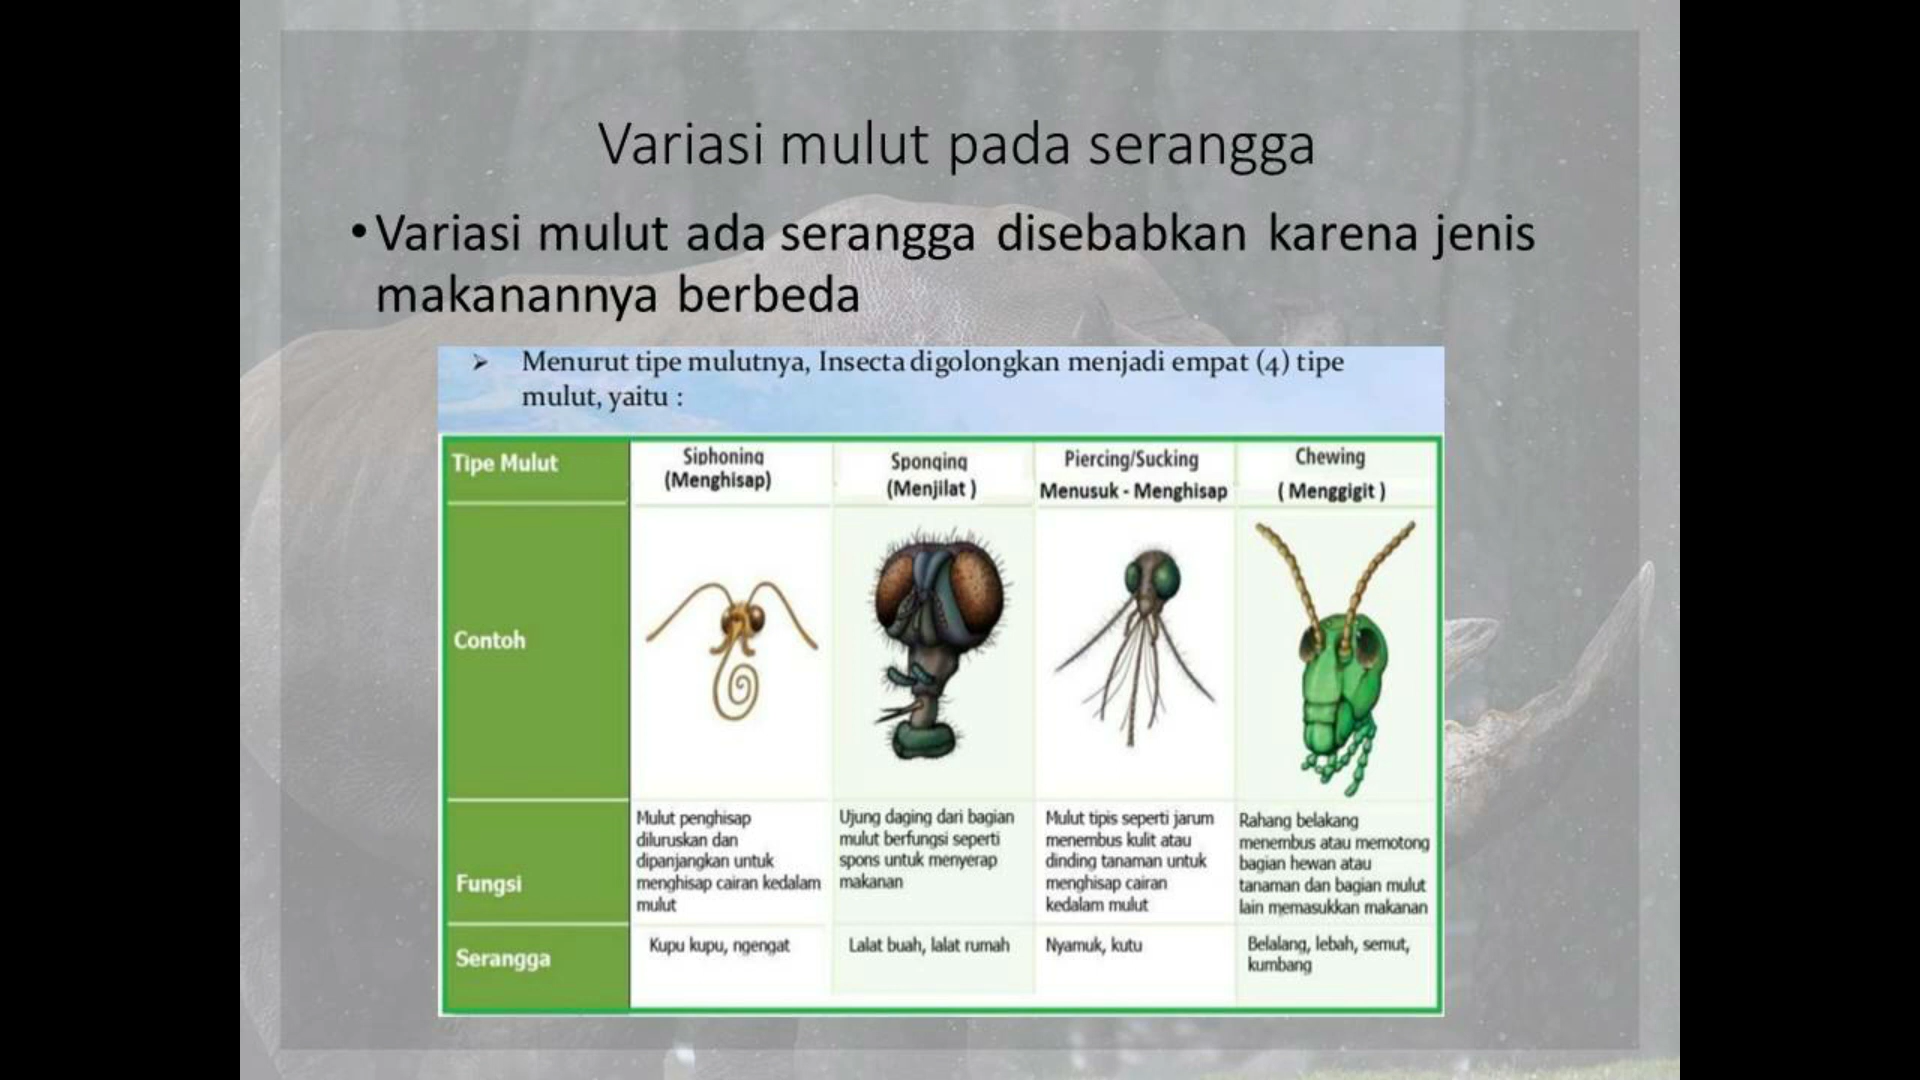 Variasi mulut pada serangga
•Variasi mulut ada serangga disebabkan karena jenis
makanannya berbeda
➢ Menurut tipe mulutnya, Insecta digolongkan menjadi empat (4) tipe
mulut, yaitu :
Tipe Mulut
Siphoning
(Menghisap)
Sponging
(Menjilat )
Piercing/Sucking
Menusuk - Menghisap
Chewing
( Menggigit )
Contoh
Fungsi
Mulut penghisap
diluruskan dan
dipanjangkan untuk
menghisap cairan kedalam
mulut
Ujung daging dari bagian
mulut berfungsi seperti
spons untuk menyerap
makanan
Mulut tipis seperti jarum
menembus kulit atau
dinding tanaman untuk
menghisap cairan
kedalam mulut
Rahang belakang
menembus atau memotong
bagian hewan atau
tanaman dan bagian mulut
lain memasukkan makanan
Serangga
Kupu kupu, ngengat
Lalat buah, lalat rumah
Nyamuk, kutu
Belalang, lebah, semut,
kumbang